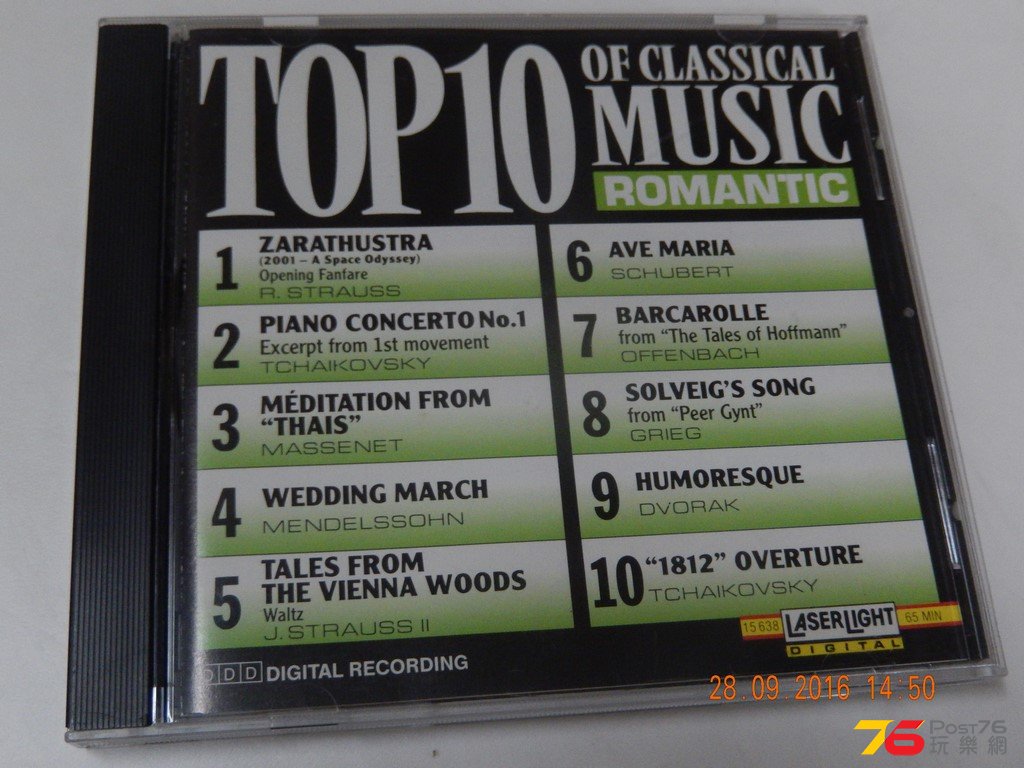 TOP10
OF CLASSICAL
MUSIC
ROMANTIC
1
ZARATHUSTRA
(2001 – A Space Odyssey)
Opening Fanfare
R. STRAUSS
2
PIANO CONCERTO No.1
Excerpt from 1st movement
TCHAIKOVSKY
3
MÉDITATION FROM
“THAIS”
MASSENET
4
WEDDING MARCH
MENDELSSOHN
5
TALES FROM
THE VIENNA WOODS
Waltz
J. STRAUSS II
6
AVE MARIA
SCHUBERT
7
BARCAROLLE
from “The Tales of Hoffmann”
OFFENBACH
8
SOLVEIG'S SONG
from “Peer Gynt”
GRIEG
9
HUMORESQUE
DVORAK
10
“1812” OVERTURE
TCHAIKOVSKY
15 638
LASERLIGHT
DIGITAL
65 MIN
DDD DIGITAL RECORDING
28.09.2016 14:50
76 Post76
玩樂網